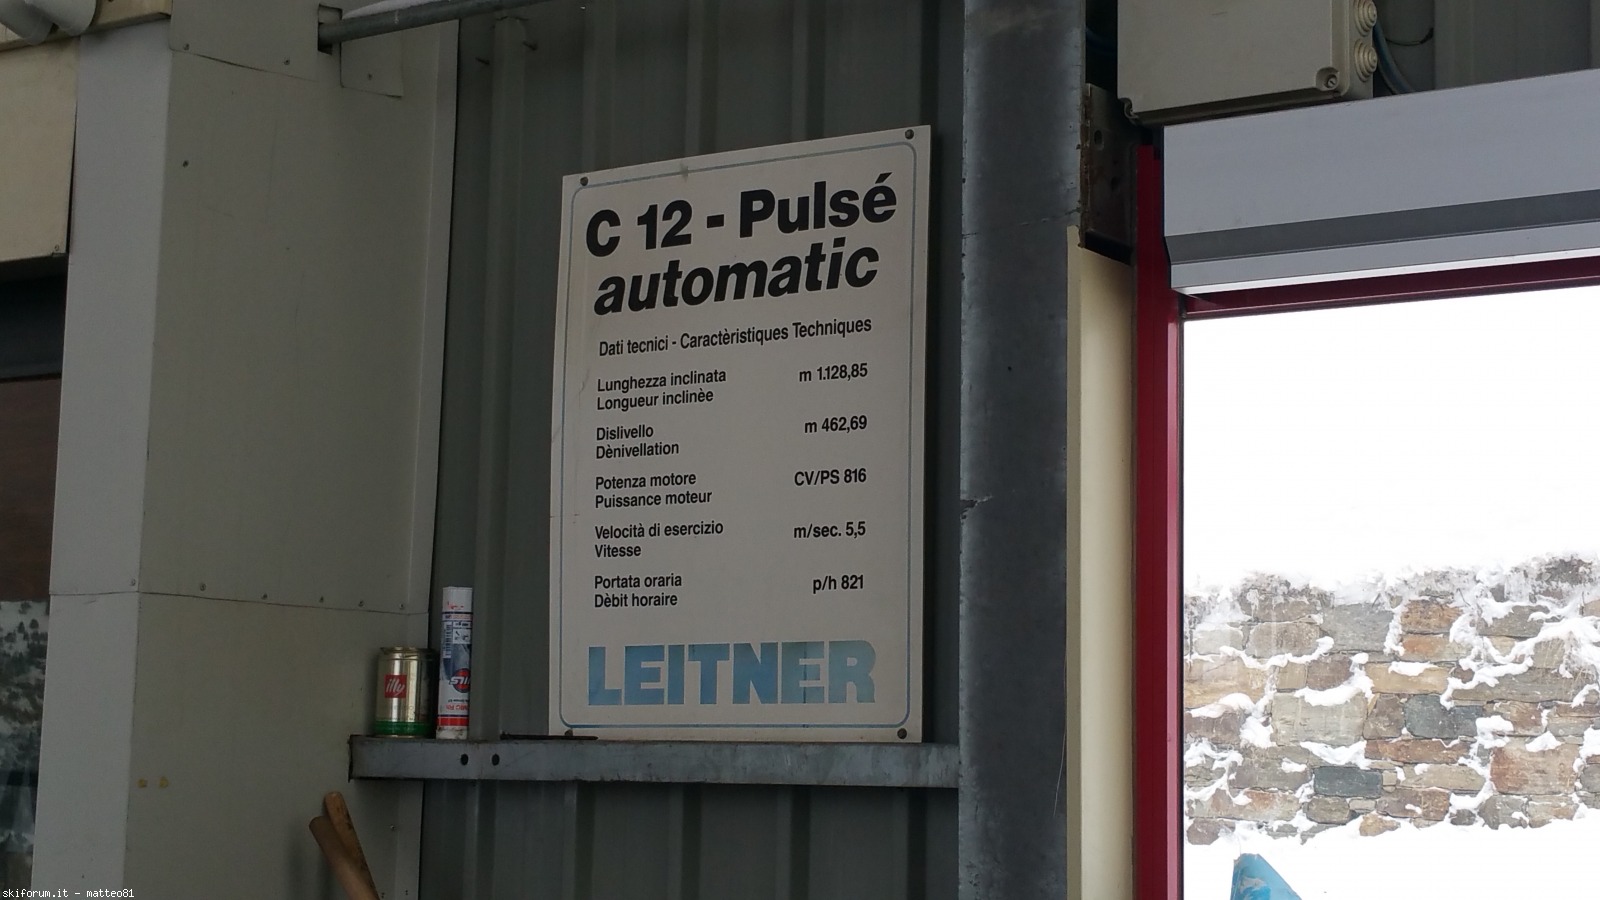 C 12 - Pulsé
automatic
Dati tecnici - Caractèristiques Techniques
Lunghezza inclinata m 1.128,85
Longueur inclinèe
Dislivello m 462,69
Dènivellation
Potenza motore CV/PS 816
Puissance moteur
Velocità di esercizio m/sec. 5,5
Vitesse
Portata oraria p/h 821
Dèbit horaire
LEITNER
illy
skiforum.it - matteo81